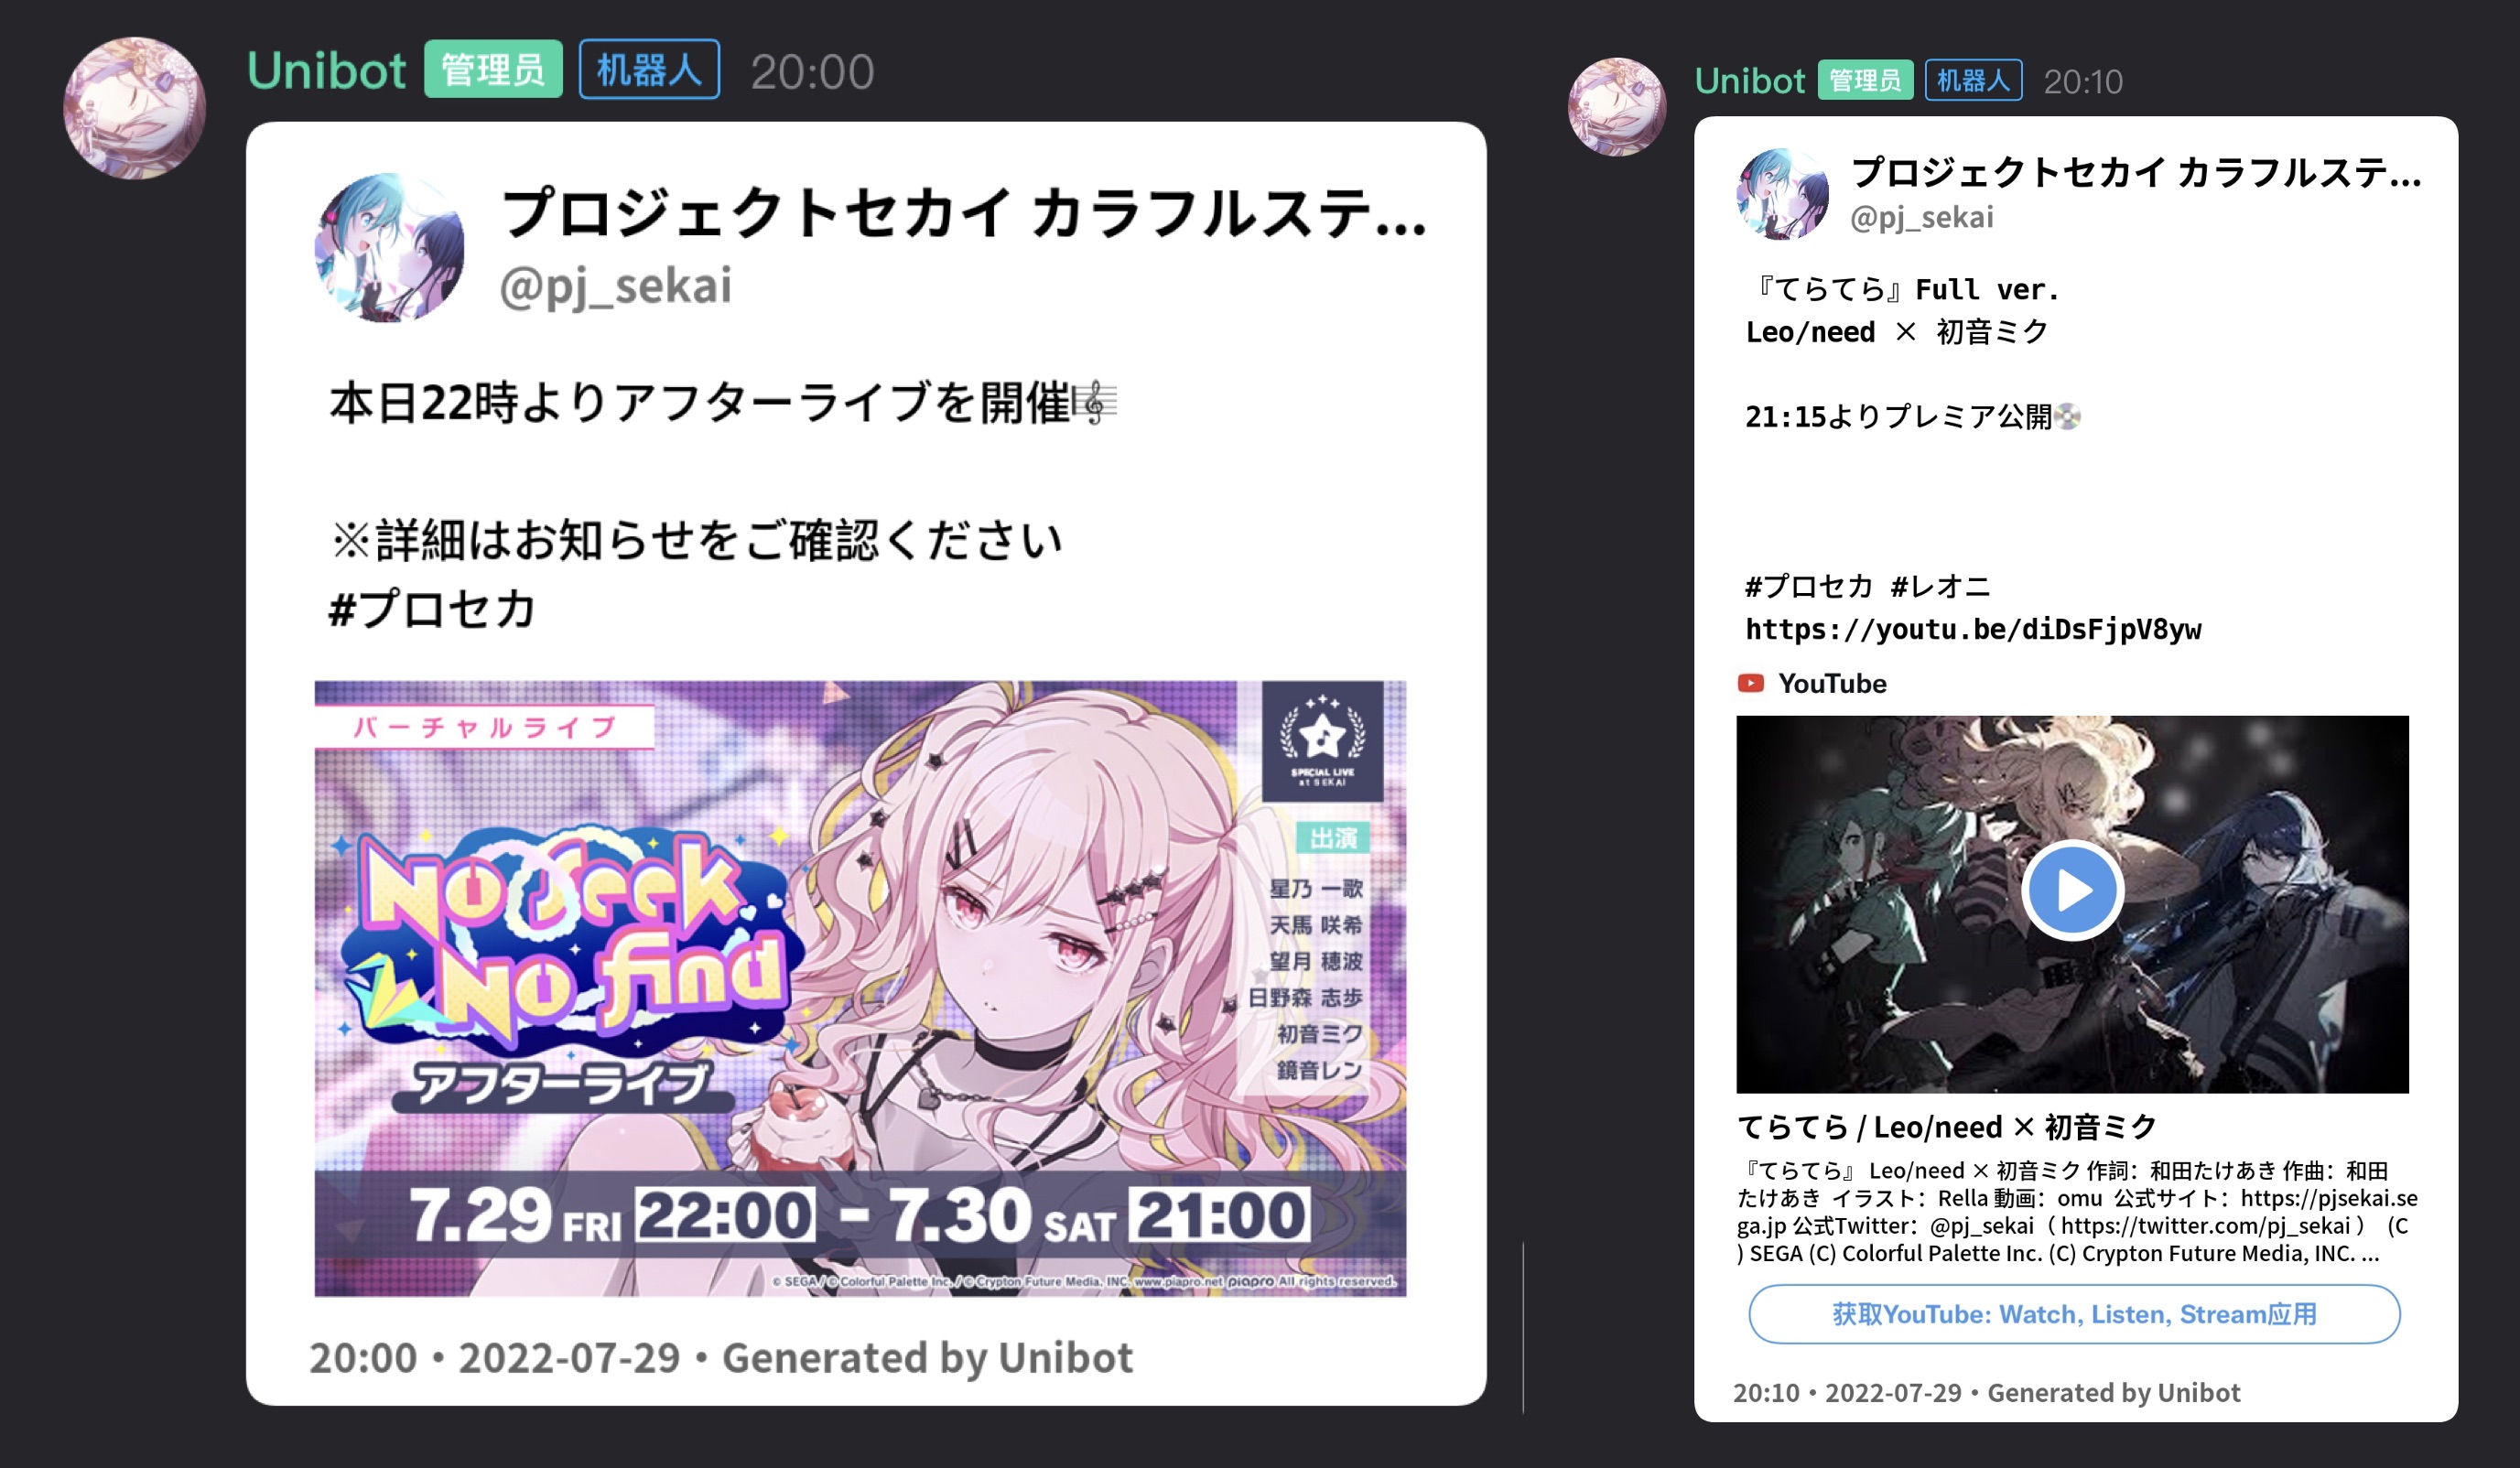 Unibot 管理员 机器人 20:00
プロジェクトセカイ カラフルステ...
@pj_sekai
本日22時よりアフターライブを開催🎼
※詳細はお知らせをご確認ください
#プロセカ
バーチャルライブ
SPECIAL LIVE
at SEKAI
出演
星乃 一歌
天馬 咲希
望月 穂波
日野森 志歩
初音ミク
鏡音レン
No Seek
No find
アフターライブ
7.29 FRI 22:00 - 7.30 SAT 21:00
© SEGA / © Colorful Palette Inc. / © Crypton Future Media, INC. www.piapro.net piapro All rights reserved.
20:00・2022-07-29・Generated by Unibot
Unibot 管理员 机器人 20:10
プロジェクトセカイ カラフルステ...
@pj_sekai
『てらてら』Full ver.
Leo/need × 初音ミク
21:15よりプレミア公開💿
#プロセカ #レオニ
https://youtu.be/diDsFjpV8yw
YouTube
てらてら / Leo/need × 初音ミク
『てらてら』 Leo/need × 初音ミク 作詞：和田たけあき 作曲：和田
たけあき イラスト：Rella 動画：omu 公式サイト：https://pjsekai.se
ga.jp 公式Twitter：@pj_sekai（ https://twitter.com/pj_sekai ） (C
) SEGA (C) Colorful Palette Inc. (C) Crypton Future Media, INC. ...
获取YouTube: Watch, Listen, Stream应用
20:10・2022-07-29・Generated by Unibot